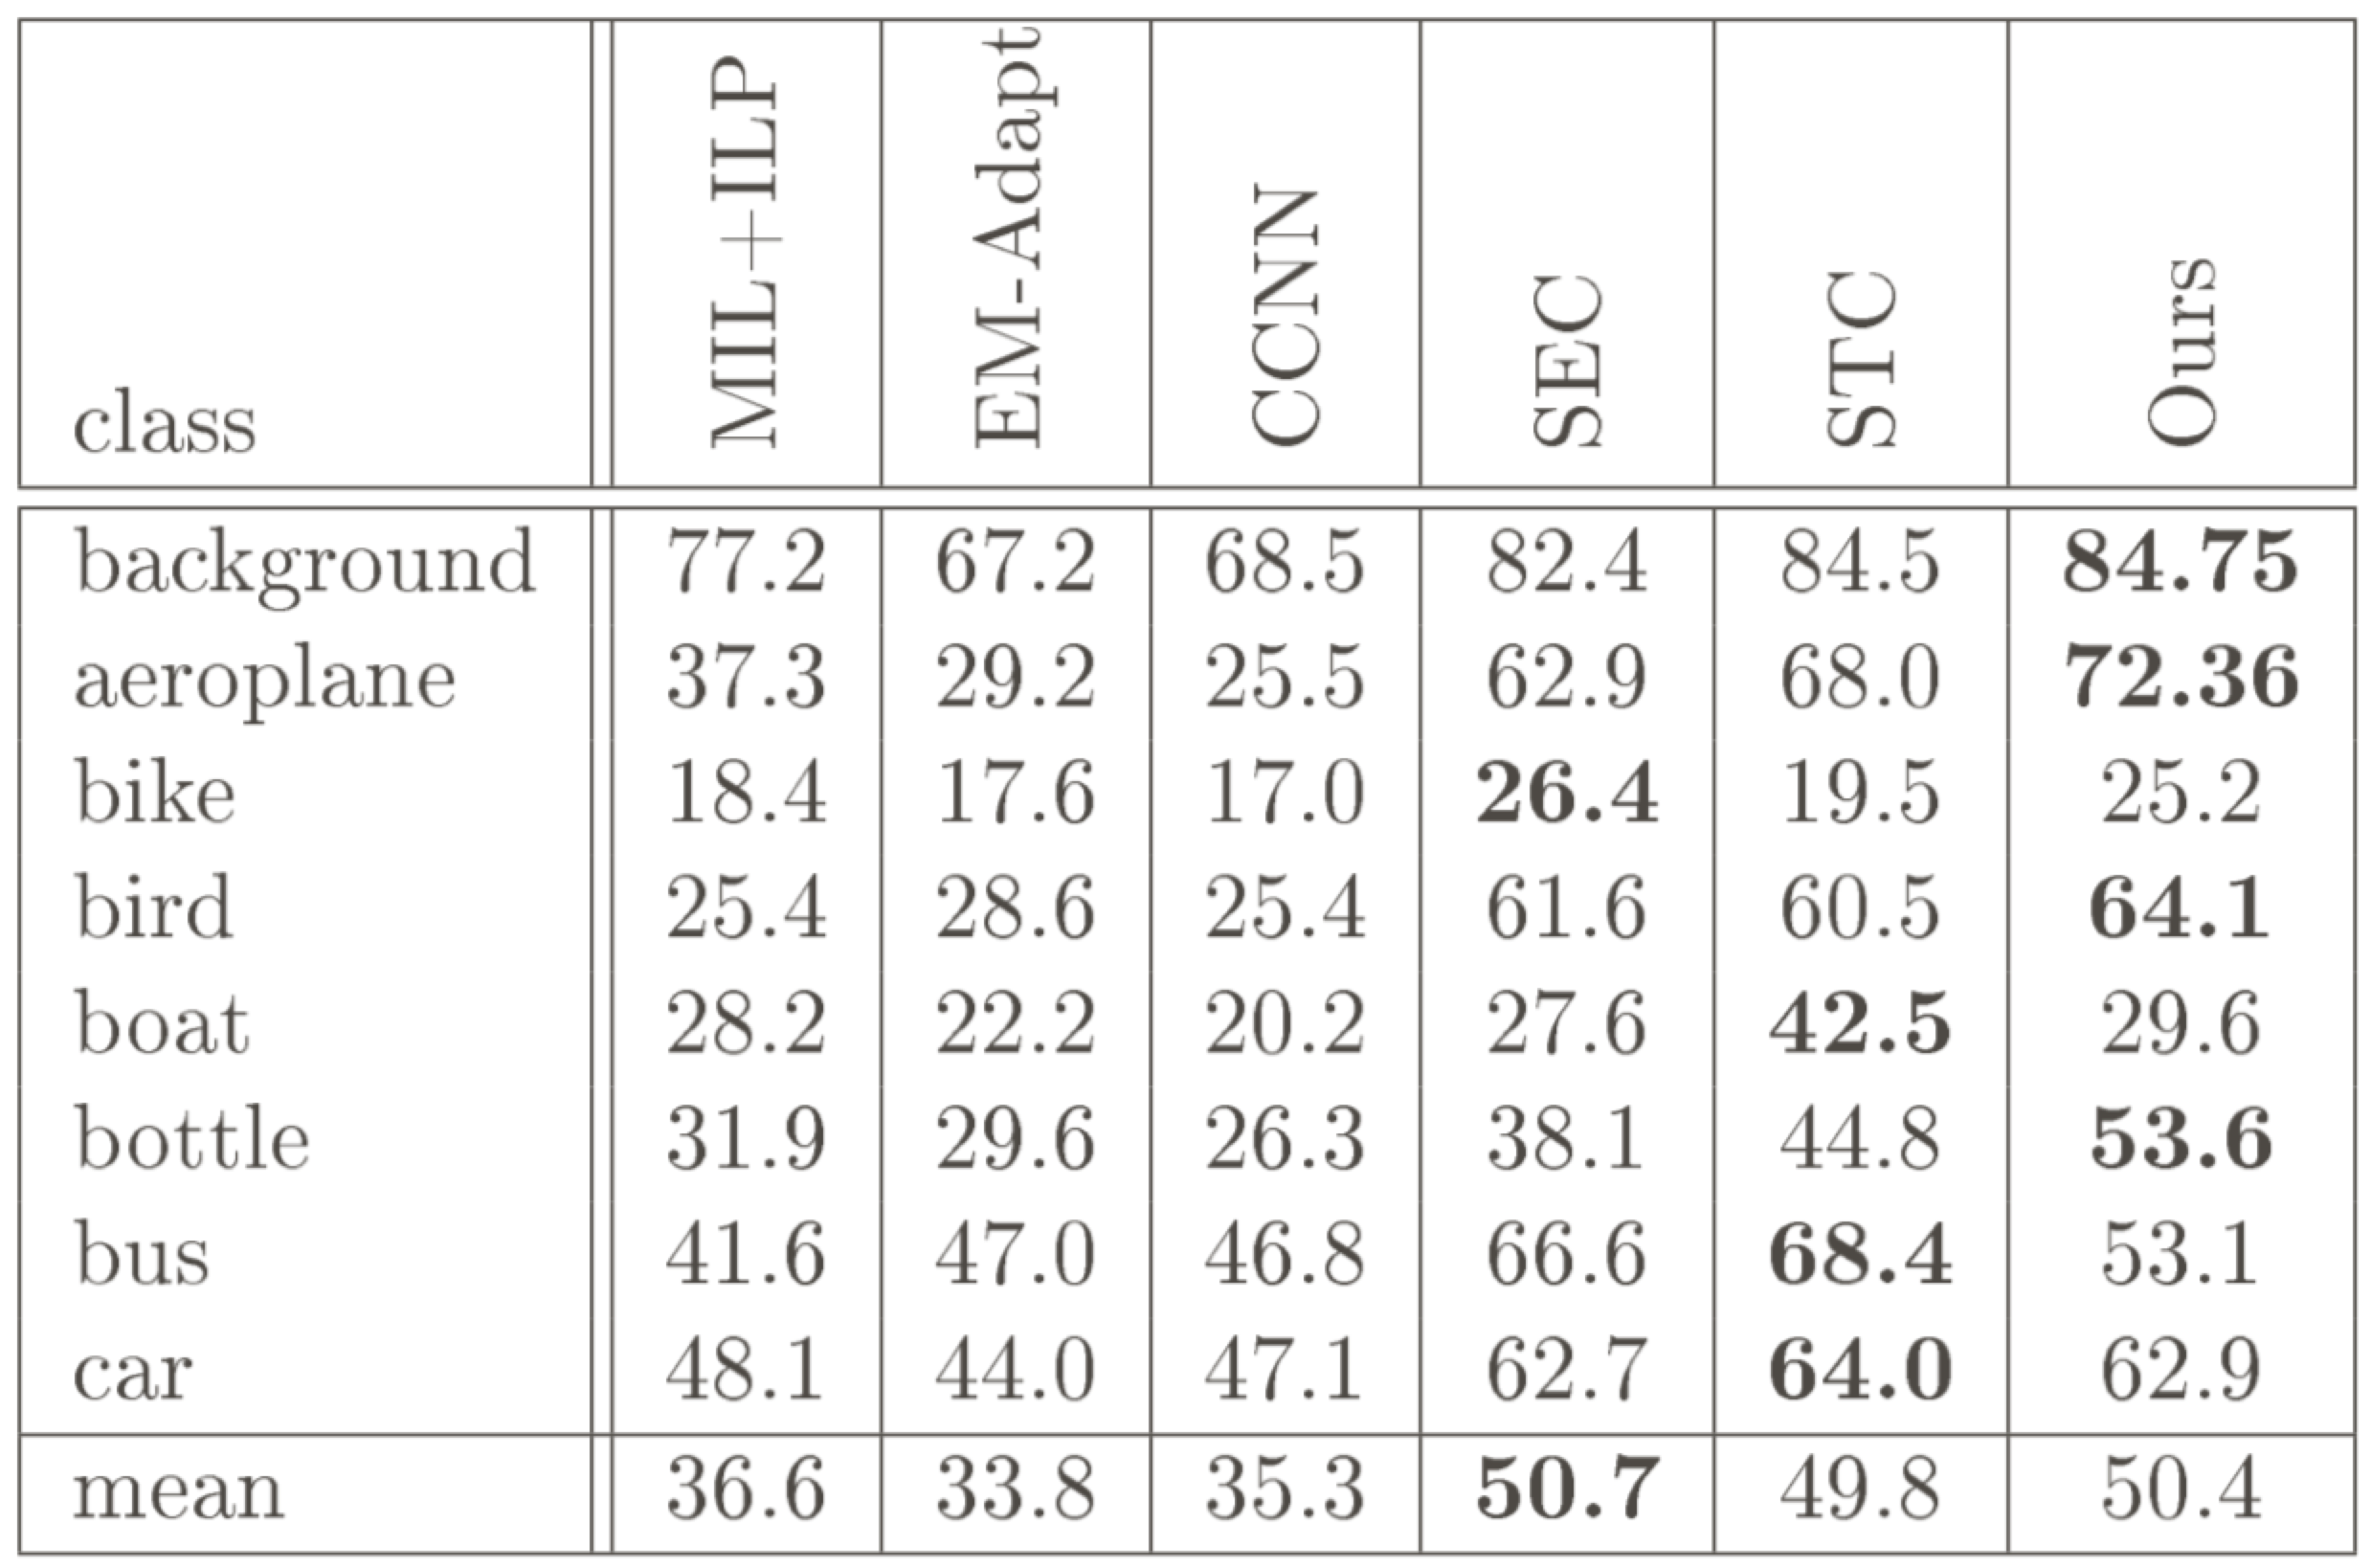 class MIL+ILP EM-Adapt CCNN SEC STC Ours
background 77.2 67.2 68.5 82.4 84.5 84.75
aeroplane 37.3 29.2 25.5 62.9 68.0 72.36
bike 18.4 17.6 17.0 26.4 19.5 25.2
bird 25.4 28.6 25.4 61.6 60.5 64.1
boat 28.2 22.2 20.2 27.6 42.5 29.6
bottle 31.9 29.6 26.3 38.1 44.8 53.6
bus 41.6 47.0 46.8 66.6 68.4 53.1
car 48.1 44.0 47.1 62.7 64.0 62.9
mean 36.6 33.8 35.3 50.7 49.8 50.4